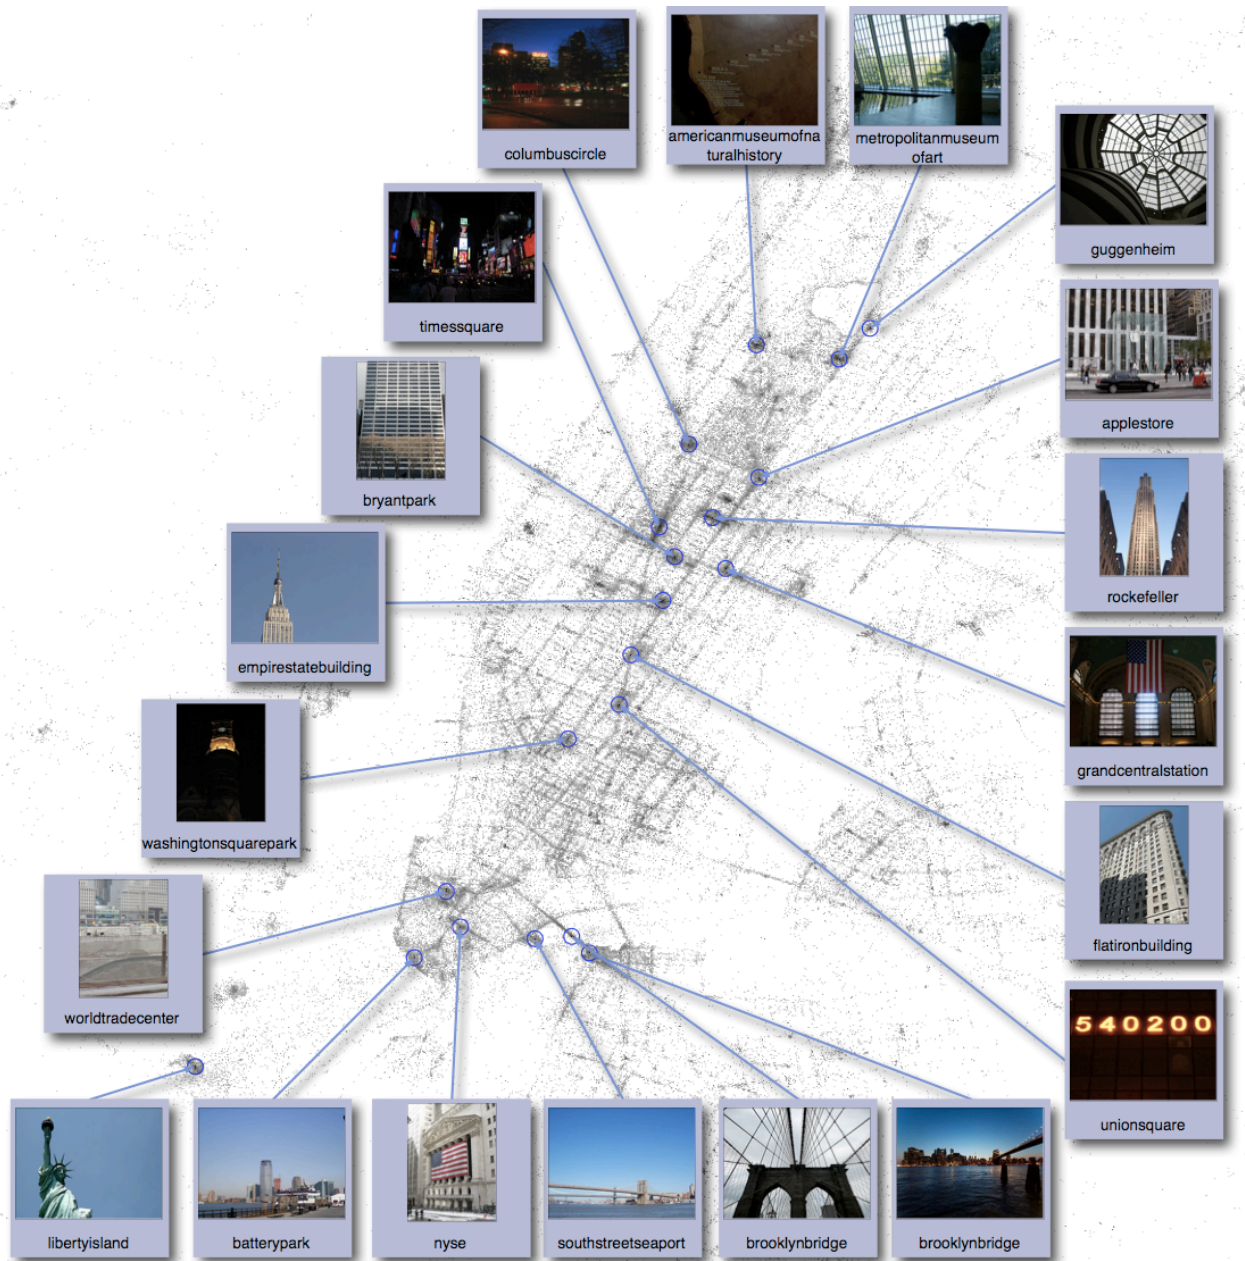 columbuscircle
americanmuseumofna
turalhistory
metropolitanmuseum
ofart
guggenheim
timessquare
applestore
bryantpark
rockefeller
empirestatebuilding
grandcentralstation
washingtonsquarepark
flatironbuilding
worldtradecenter
540200
unionsquare
libertyisland
batterypark
nyse
southstreetseaport
brooklynbridge
brooklynbridge